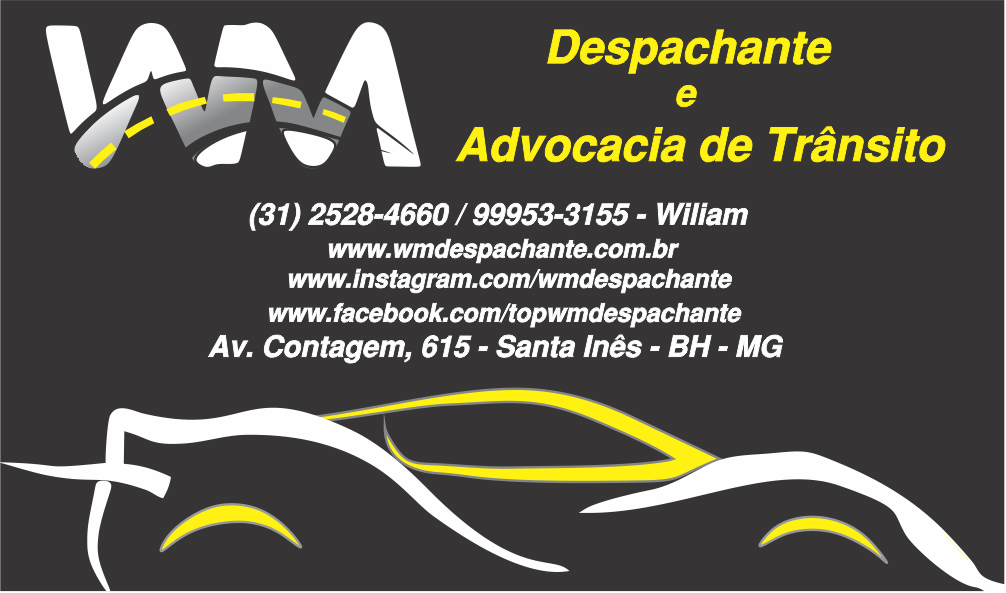 WM
Despachante
e
Advocacia de Trânsito
(31) 2528-4660 / 99953-3155 - Wiliam
www.wmdespachante.com.br
www.instagram.com/wmdespachante
www.facebook.com/topwmdespachante
Av. Contagem, 615 - Santa Inês - BH - MG